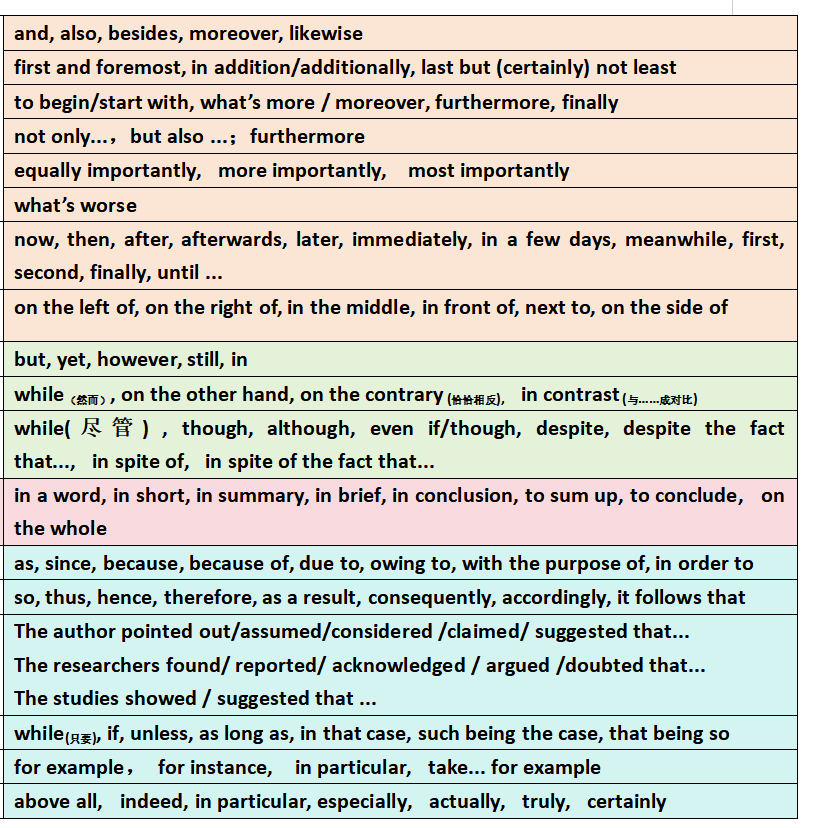 and, also, besides, moreover, likewise
first and foremost, in addition/additionally, last but (certainly) not least
to begin/start with, what's more / moreover, furthermore, finally
not only...，but also ...；furthermore
equally importantly, more importantly, most importantly
what's worse
now, then, after, afterwards, later, immediately, in a few days, meanwhile, first,
second, finally, until ...
on the left of, on the right of, in the middle, in front of, next to, on the side of
but, yet, however, still, in
while（然而）, on the other hand, on the contrary(恰恰相反), in contrast(与……成对比)
while( 尽 管 ) , though, although, even if/though, despite, despite the fact
that..., in spite of, in spite of the fact that...
in a word, in short, in summary, in brief, in conclusion, to sum up, to conclude, on
the whole
as, since, because, because of, due to, owing to, with the purpose of, in order to
so, thus, hence, therefore, as a result, consequently, accordingly, it follows that
The author pointed out/assumed/considered /claimed/ suggested that...
The researchers found/ reported/ acknowledged / argued /doubted that...
The studies showed / suggested that ...
while(只要), if, unless, as long as, in that case, such being the case, that being so
for example， for instance, in particular, take... for example
above all, indeed, in particular, especially, actually, truly, certainly